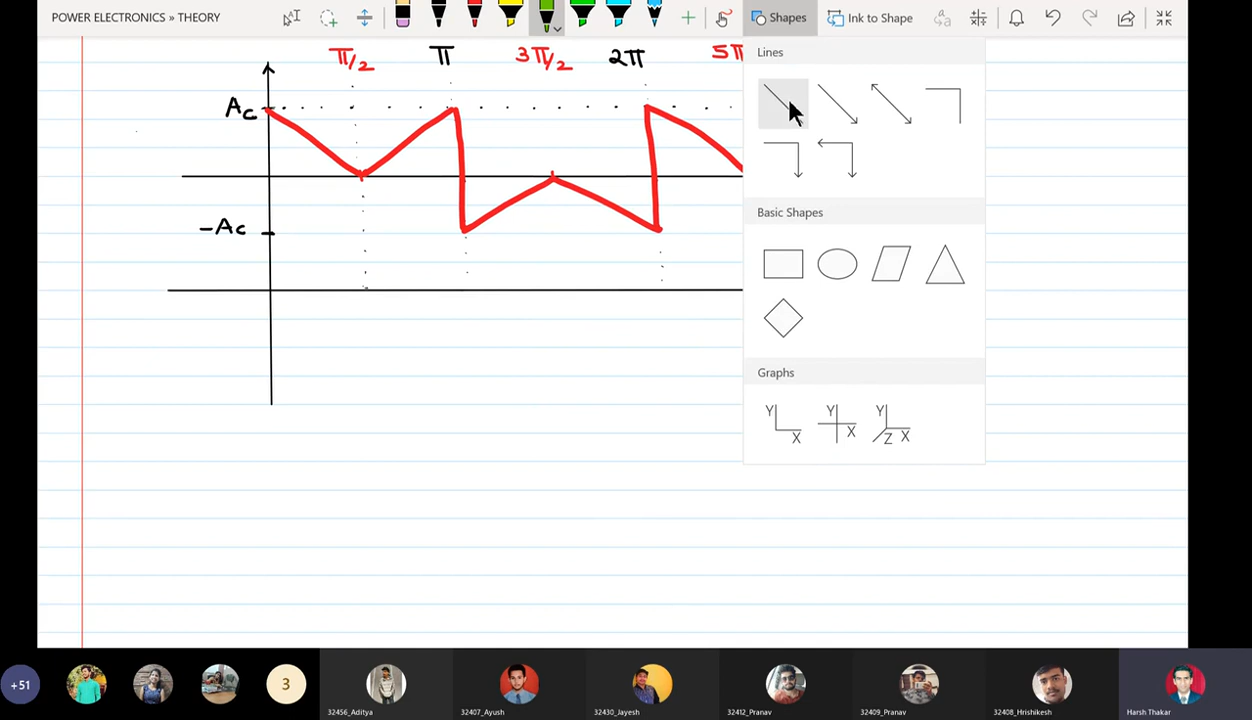 POWER ELECTRONICS » THEORY
Shapes
Ink to Shape
Lines
π/2
π
3π/2
2π
5π
Ac
-Ac
Basic Shapes
Graphs
Y
X
Y
X
Y
Z
X
+51
3
32456_Aditya
32407_Ayush
32430_Jayesh
32412_Pranav
32409_Pranav
32408_Hrishikesh
Harsh Thakar